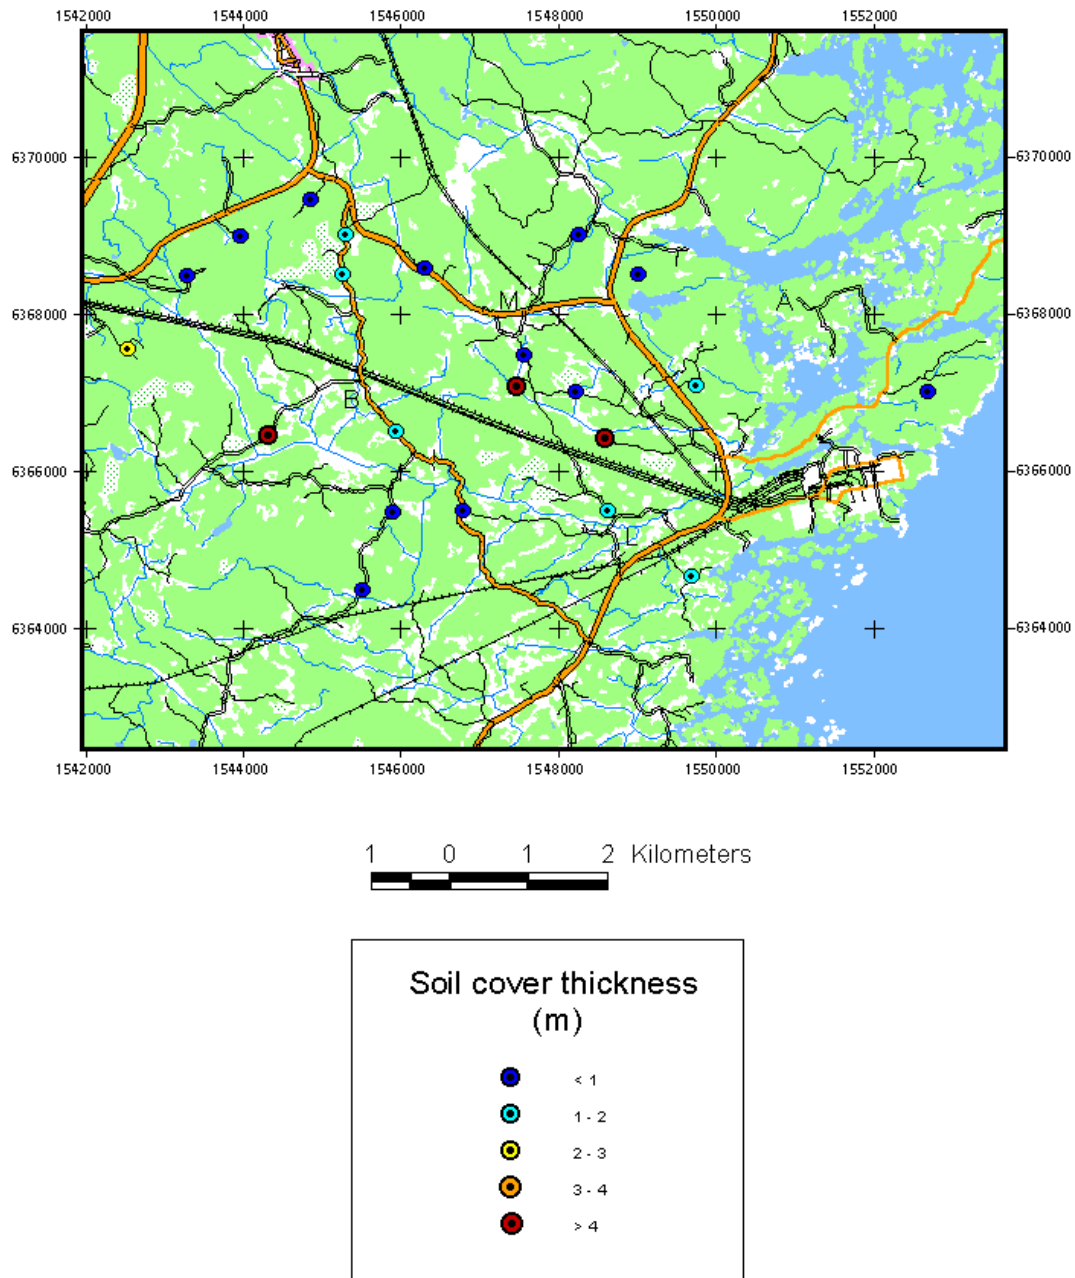 1542000 1544000 1546000 1548000 1550000 1552000
6370000 6370000
M A
6368000 6368000
B
6366000 6366000
L
6364000 6364000
1542000 1544000 1546000 1548000 1550000 1552000
1 0 1 2 Kilometers
Soil cover thickness
(m)
< 1
1 - 2
2 - 3
3 - 4
> 4